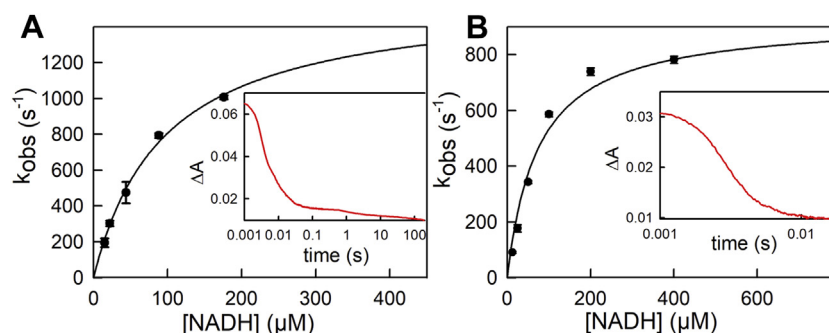 A
kobs (s-1)
1200
1000
800
600
400
200
0
0 100 200 300 400
[NADH] (µM)
ΔA
0.06
0.04
0.02
0.001 0.01 0.1 1 10 100
time (s)
B
kobs (s-1)
800
600
400
200
0
0 200 400 600
[NADH] (µM)
ΔA
0.03
0.02
0.01
0.001 0.01
time (s)